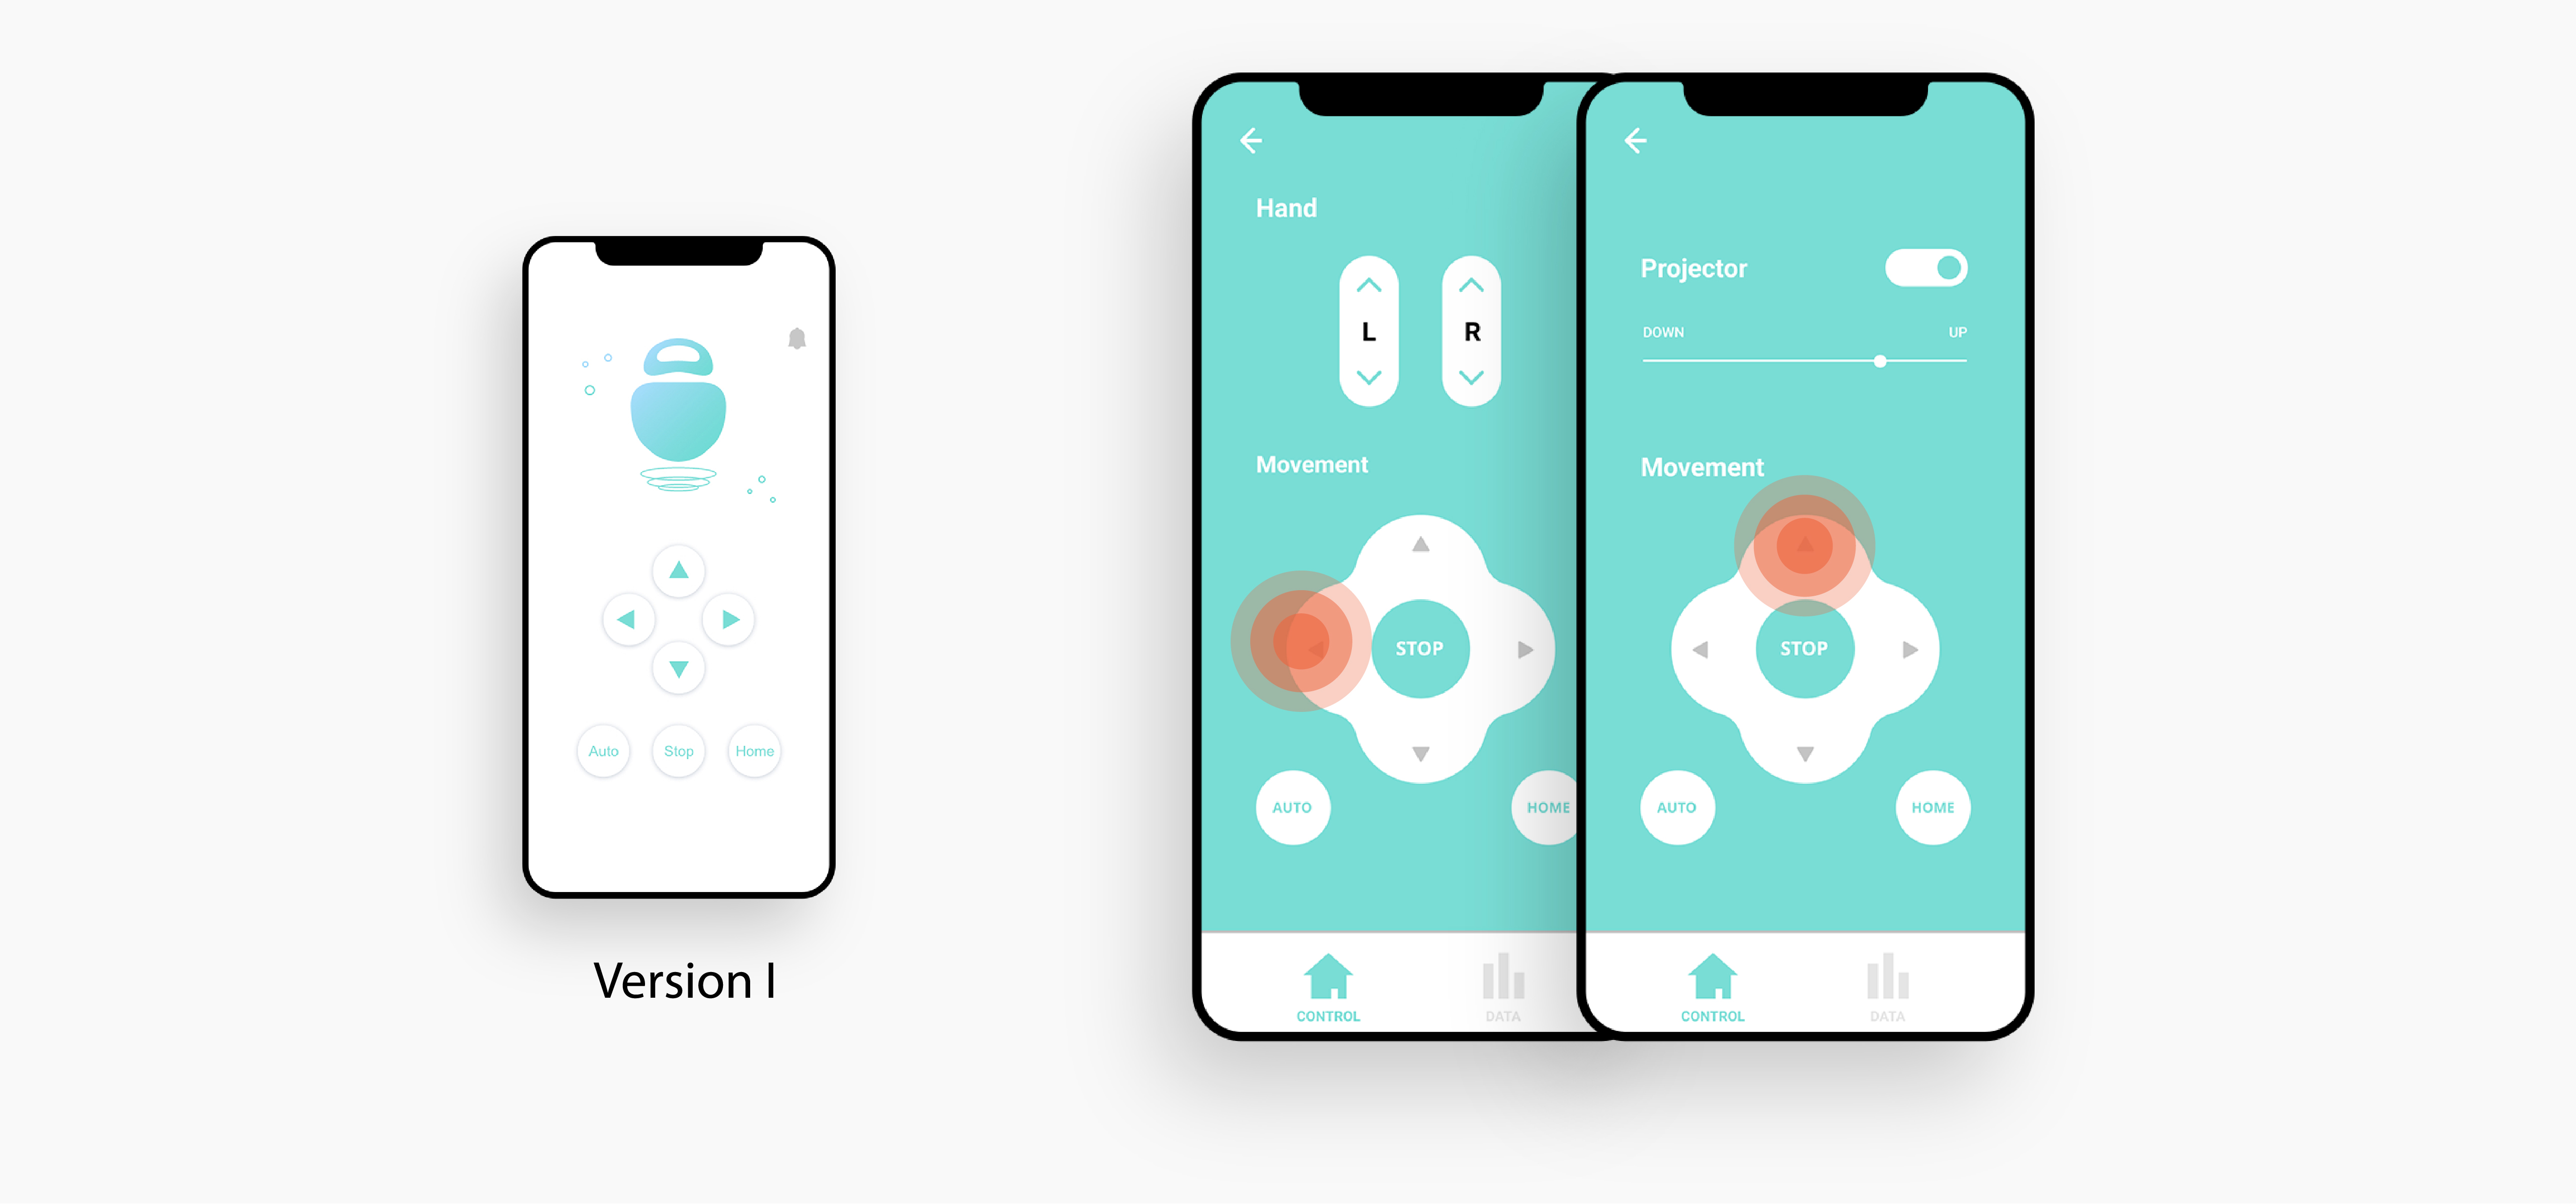 Auto
Stop
Home
Version I
Hand
L
R
Movement
STOP
AUTO
HOME
CONTROL
DATA
Projector
DOWN
UP
Movement
STOP
AUTO
HOME
CONTROL
DATA